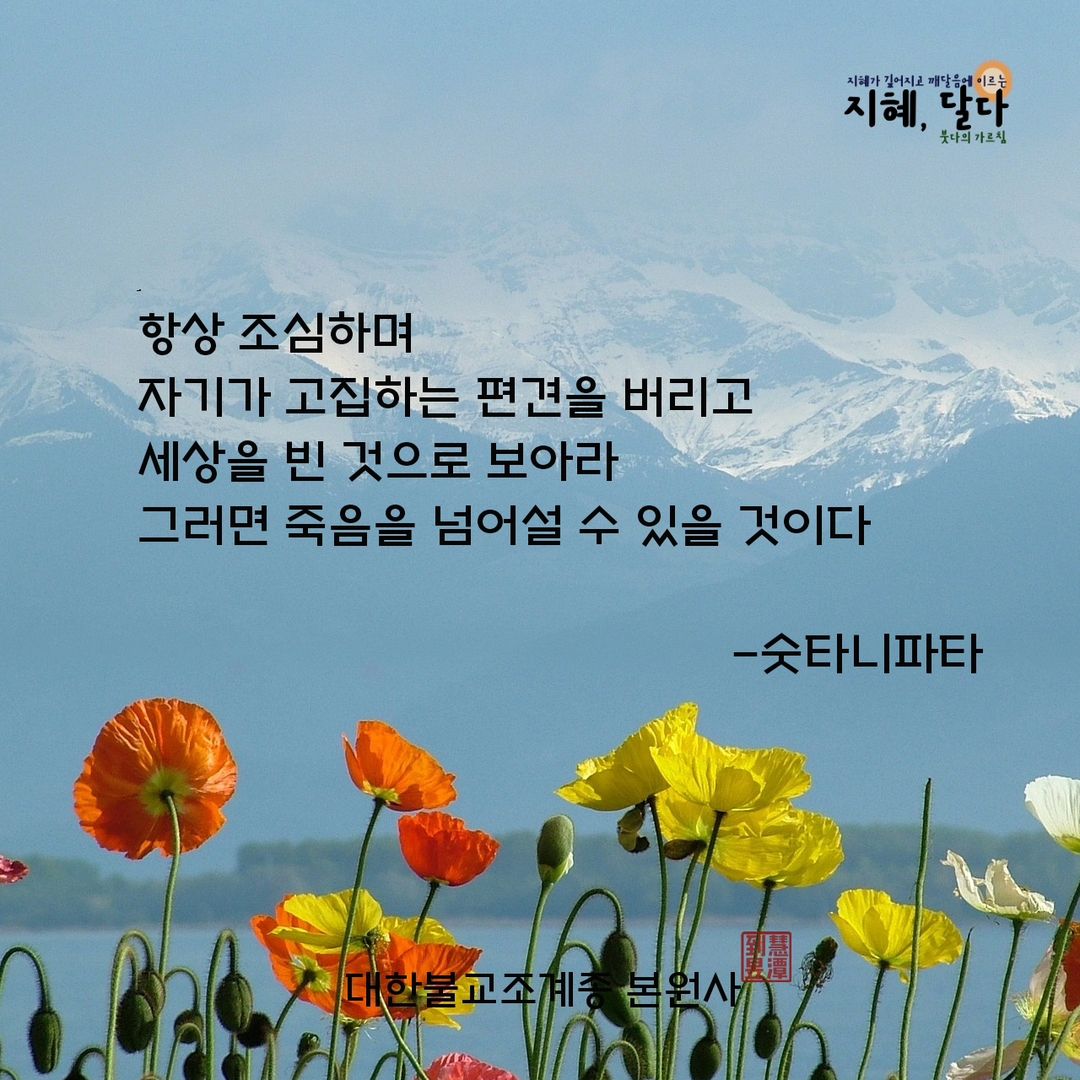 지혜가 깊어지고 깨달음에 이르는
지혜, 달다
붓다의 가르침
항상 조심하며
자기가 고집하는 편견을 버리고
세상을 빈 것으로 보아라
그러면 죽음을 넘어설 수 있을 것이다
-숫타니파타
대한불교조계종 본원사
慧潭